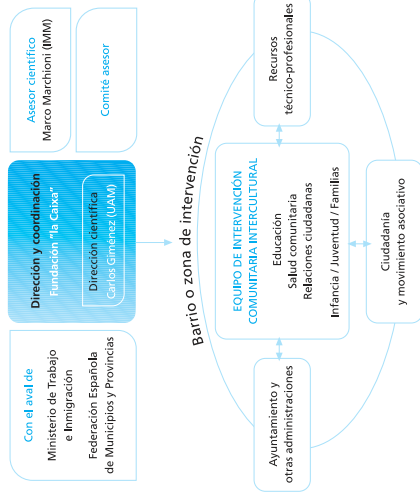 Con el aval de
Ministerio de Trabajo
e Inmigración
Federación Española
de Municipios y Provincias
Dirección y coordinación
Fundación "la Caixa"
Dirección científica
Carlos Giménez (UAM)
Asesor científico
Marco Marchioni (IMM)
Comité asesor
Barrio o zona de intervención
Ayuntamiento y
otras administraciones
EQUIPO DE INTERVENCIÓN
COMUNITARIA INTERCULTURAL
Educación
Salud comunitaria
Relaciones ciudadanas
Infancia / Juventud / Familias
Recursos
técnico-profesionales
Ciudadanía
y movimiento asociativo